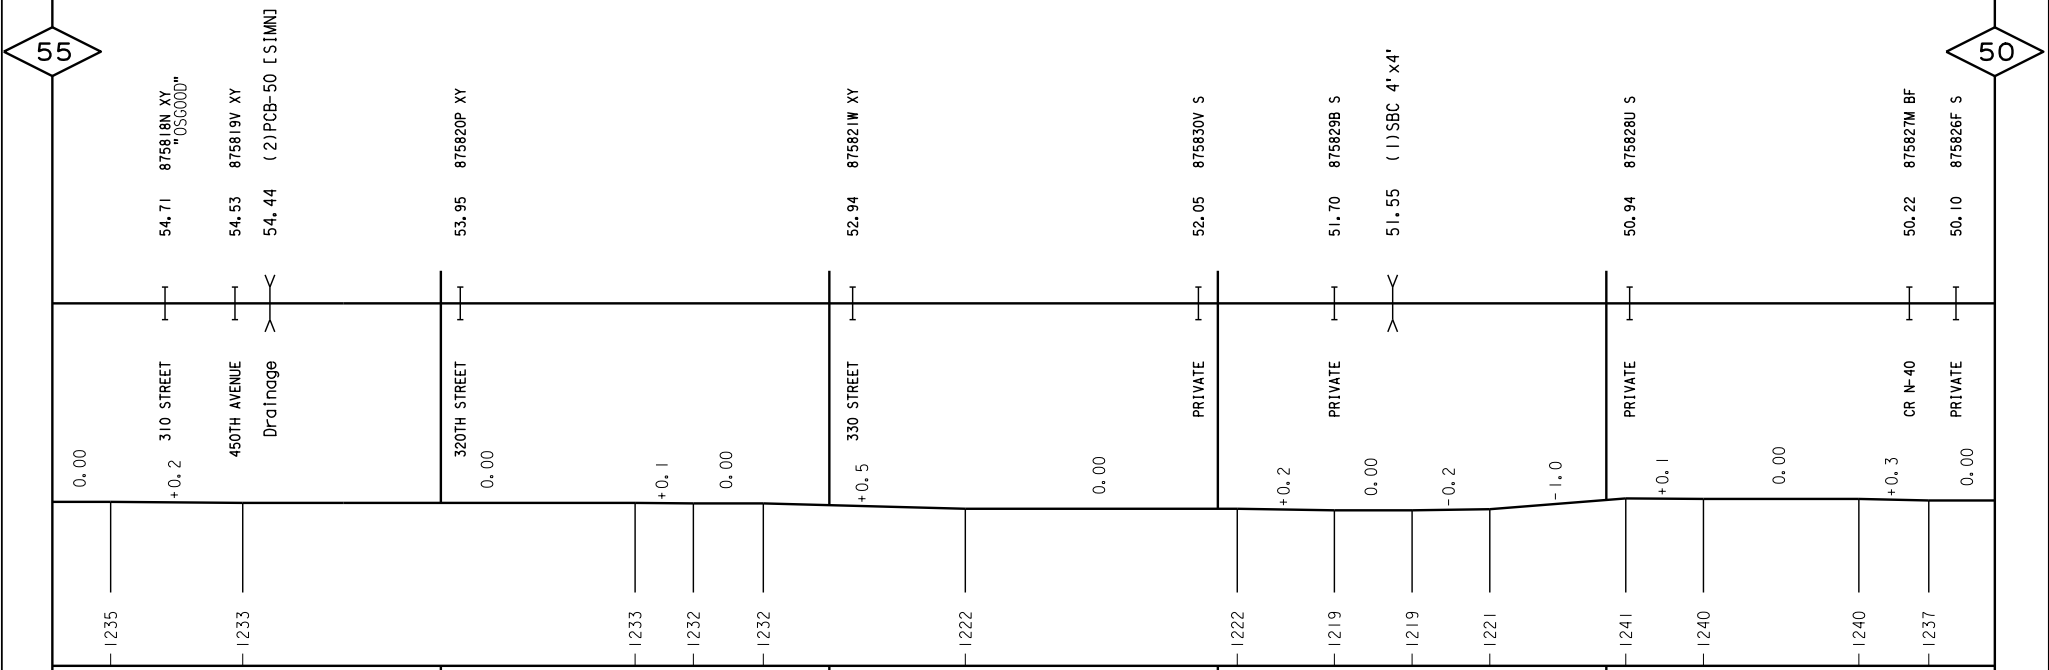 55
50
54.71 875818N XY
"OSGOOD"
54.53 875819V XY
54.44 (2)PCB-50 [SIMN]
53.95 875820P XY
52.94 875821W XY
52.05 875830V S
51.70 875829B S
51.55 (1)SBC 4'x4'
50.94 875828U S
50.22 875827M BF
50.10 875826F S
310 STREET
450TH AVENUE
Drainage
320TH STREET
330 STREET
PRIVATE
PRIVATE
PRIVATE
CR N-40
PRIVATE
0.00
+0.2
0.00
+0.1
0.00
+0.5
0.00
+0.2
0.00
-0.2
-1.0
+0.1
0.00
+0.3
0.00
1235
1233
1233
1232
1232
1222
1222
1219
1219
1221
1241
1240
1240
1237